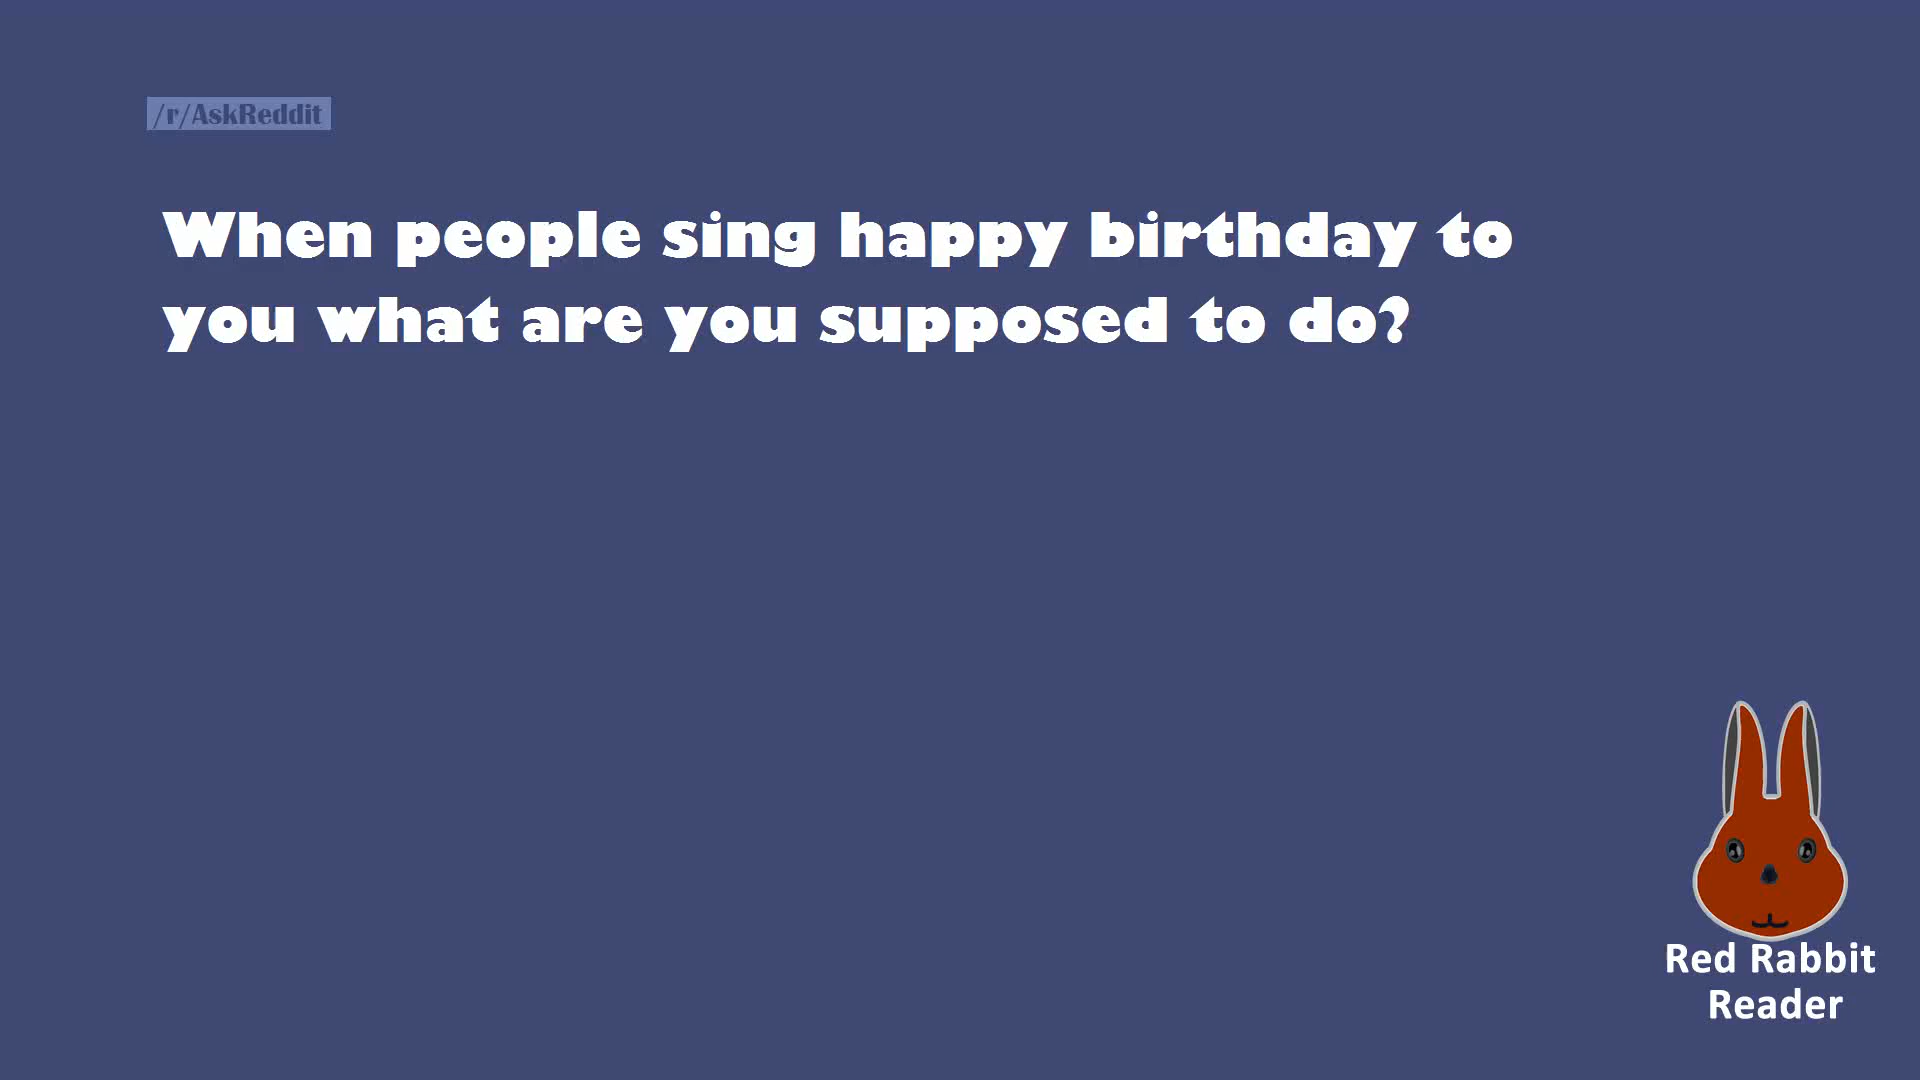 /r/AskReddit
When people sing happy birthday to
you what are you supposed to do?
Red Rabbit
Reader